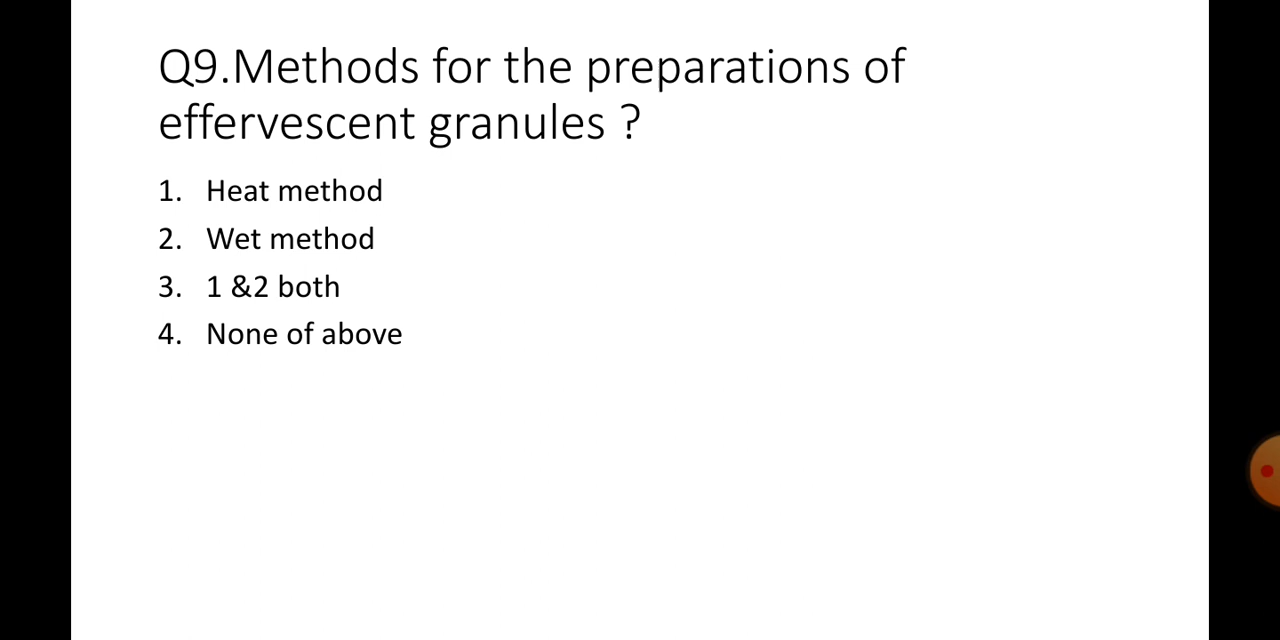 Q9.Methods for the preparations of
effervescent granules ?
1. Heat method
2. Wet method
3. 1 &2 both
4. None of above